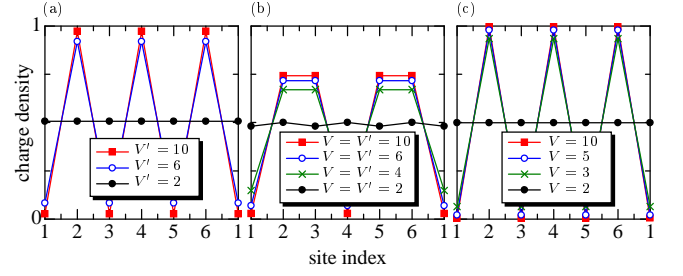 (a) (b) (c)
1
charge density
0
V′ = 10
V′ = 6
V′ = 2
V = V′ = 10
V = V′ = 6
V = V′ = 4
V = V′ = 2
V = 10
V = 5
V = 3
V = 2
1 2 3 4 5 6 1 1 2 3 4 5 6 1 1 2 3 4 5 6 1
site index